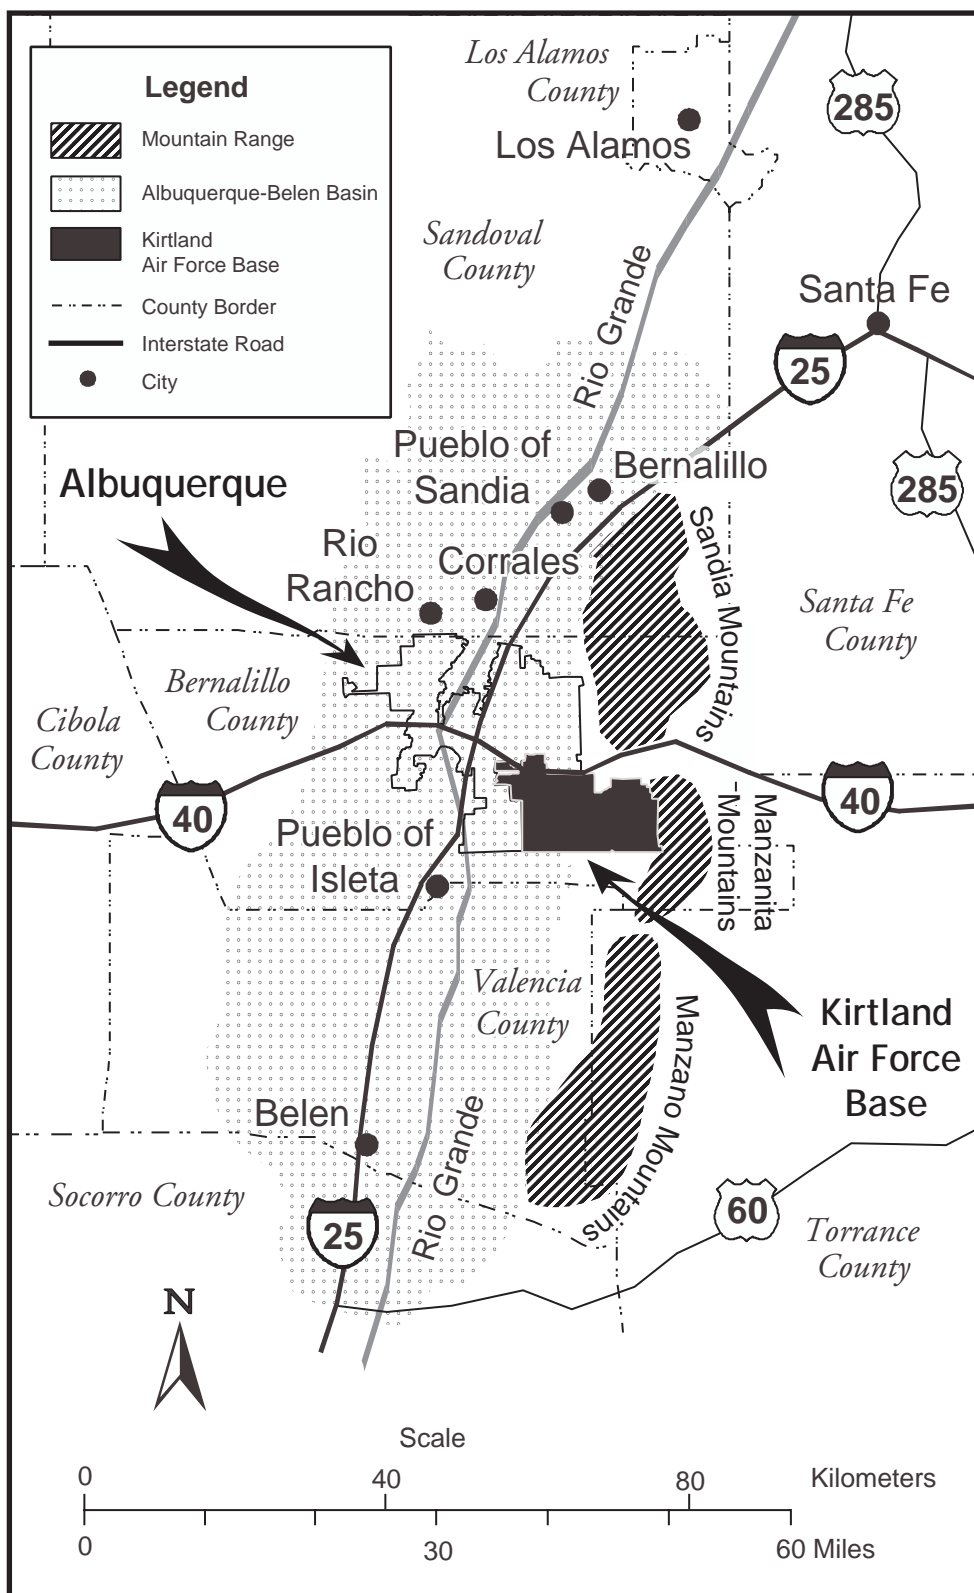 Legend
Mountain Range
Albuquerque-Belen Basin
Kirtland
Air Force Base
County Border
Interstate Road
City
Los Alamos
County
Los Alamos
285
Sandoval
County
Rio Grande
Santa Fe
25
Pueblo of
Sandia
Bernalillo
285
Albuquerque
Rio
Rancho
Corrales
Sandia Mountains
Santa Fe
County
Bernalillo
County
Cibola
County
40
40
Manzanita
Mountains
Pueblo of
Isleta
Valencia
County
Kirtland
Air Force
Base
Manzano Mountains
Belen
Rio Grande
Socorro County
25
60
Torrance
County
N
Scale
0 40 80 Kilometers
0 30 60 Miles